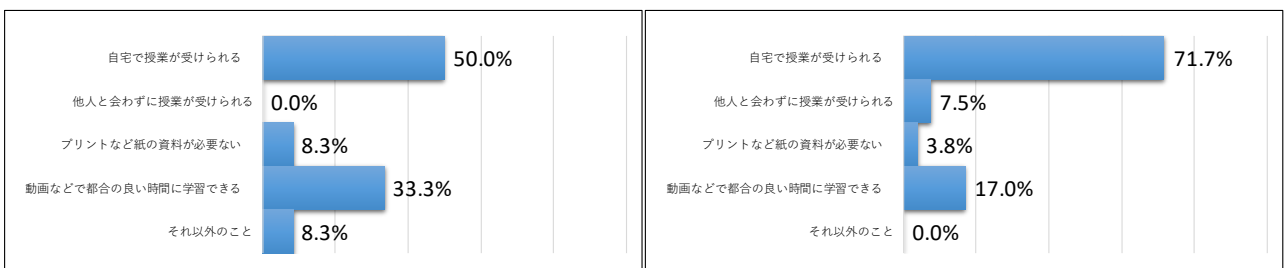 自宅で授業が受けられる 50.0%
他人と会わずに授業が受けられる 0.0%
プリントなど紙の資料が必要ない 8.3%
動画などで都合の良い時間に学習できる 33.3%
それ以外のこと 8.3%
自宅で授業が受けられる 71.7%
他人と会わずに授業が受けられる 7.5%
プリントなど紙の資料が必要ない 3.8%
動画などで都合の良い時間に学習できる 17.0%
それ以外のこと 0.0%